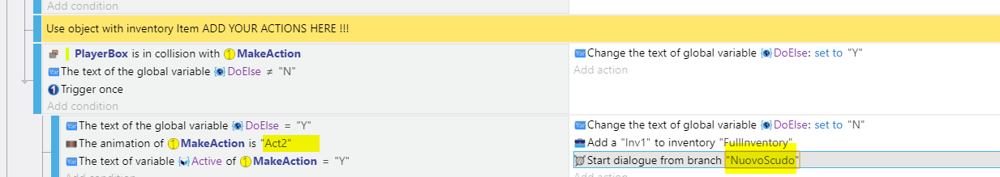 Add condition
Use object with inventory Item ADD YOUR ACTIONS HERE !!!
PlayerBox is in collision with MakeAction
Change the text of global variable DoElse: set to "Y"
The text of the global variable DoElse ≠ "N"
Add action
Trigger once
Add condition
The text of the global variable DoElse = "Y"
Change the text of global variable DoElse: set to "N"
The animation of MakeAction is "Act2"
Add a "Inv1" to inventory "FullInventory"
The text of variable Active of MakeAction = "Y"
Start dialogue from branch "NuovoScudo"
Add condition
Add action